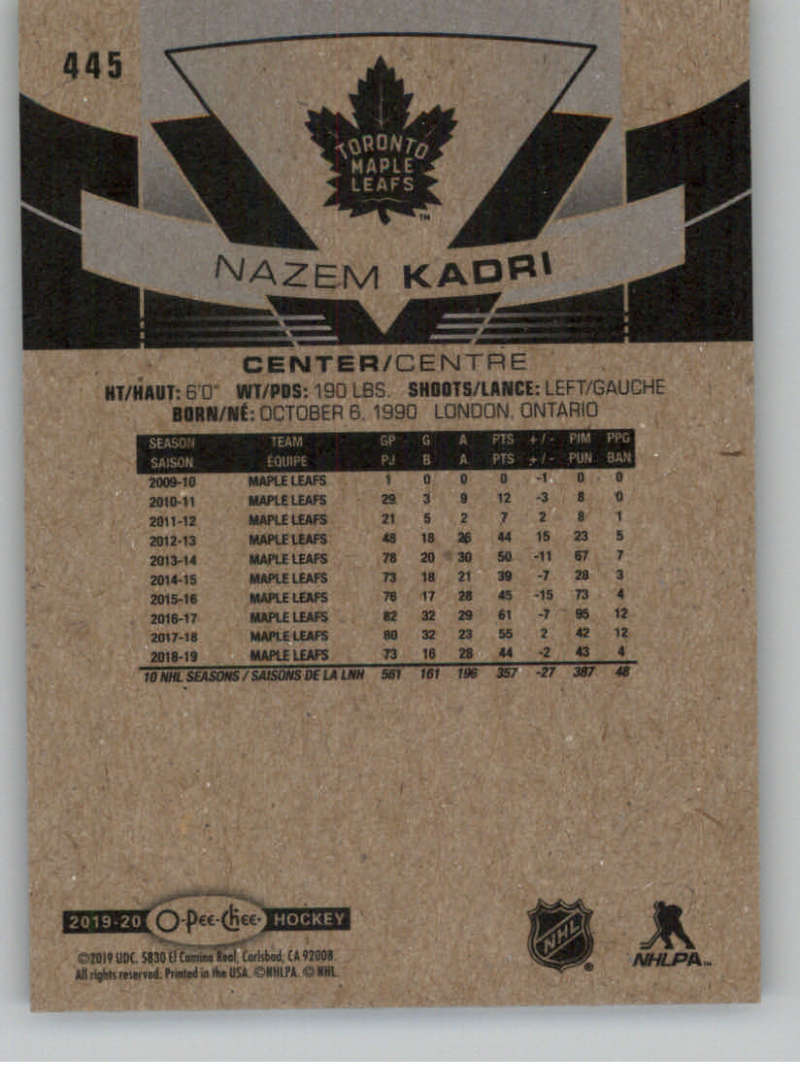 445
TORONTO
MAPLE
LEAFS
TM
NAZEM KADRI
CENTER/CENTRE
HT/HAUT: 6'0" WT/PDS: 190 LBS. SHOOTS/LANCE: LEFT/GAUCHE
BORN/NÉ: OCTOBER 6, 1990 LONDON, ONTARIO
SEASON TEAM GP G A PTS +/- PIM PPG
SAISON ÉQUIPE PJ B A PTS +/- PUN BAN
2009-10 MAPLE LEAFS 1 0 0 0 -1 0 0
2010-11 MAPLE LEAFS 29 3 9 12 -3 8 0
2011-12 MAPLE LEAFS 21 5 2 7 2 8 1
2012-13 MAPLE LEAFS 48 18 26 44 15 23 5
2013-14 MAPLE LEAFS 78 20 30 50 -11 67 7
2014-15 MAPLE LEAFS 73 18 21 39 -7 28 3
2015-16 MAPLE LEAFS 76 17 28 45 -15 73 4
2016-17 MAPLE LEAFS 82 32 29 61 -7 95 12
2017-18 MAPLE LEAFS 80 32 23 55 2 42 12
2018-19 MAPLE LEAFS 73 16 28 44 -2 43 4
10 NHL SEASONS / SAISONS DE LA LNH 561 161 196 357 -27 387 48
2019-20 O-Pee-Chee HOCKEY
©2019 UDC. 5830 El Camino Real, Carlsbad, CA 92008.
All rights reserved. Printed in the USA. ©NHLPA. © NHL.
NHL ®
NHLPA™